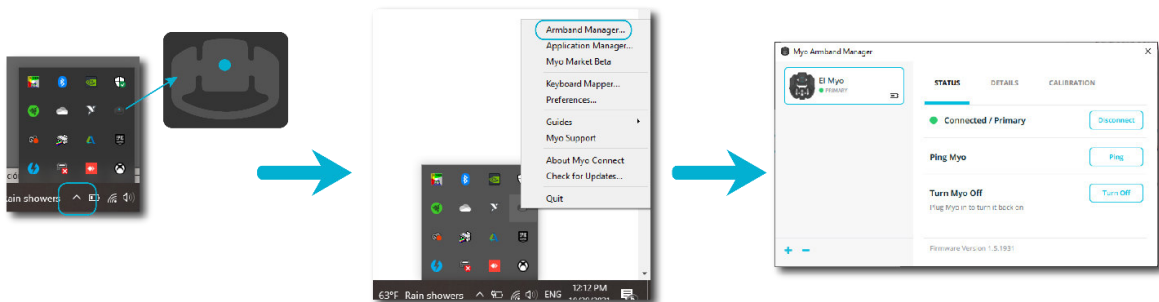 ció
ain showers
Armband Manager...
Application Manager...
Myo Market Beta
Keyboard Mapper...
Preferences...
Guides
Myo Support
About Myo Connect
Check for Updates...
Quit
63°F Rain showers
ENG
12:12 PM
Myo Armband Manager
El Myo
PRIMARY
STATUS DETAILS CALIBRATION
Connected / Primary
Disconnect
Ping Myo
Ping
Turn Myo Off
Turn Off
Plug Myo in to turn it back on
Firmware Version 1.5.1931